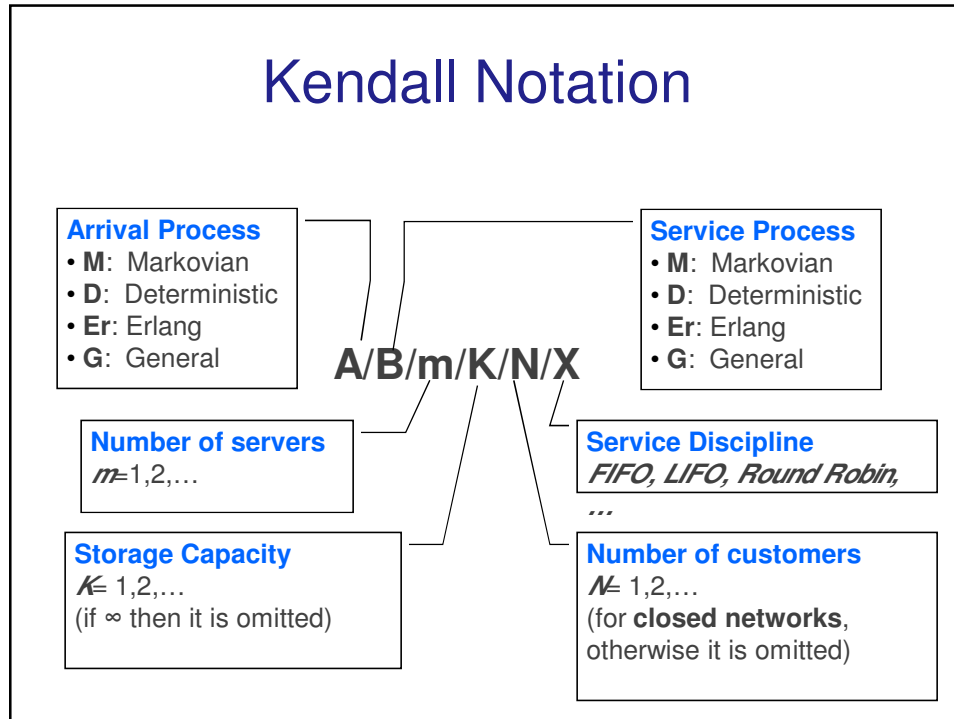 Kendall Notation
Arrival Process
• M: Markovian
• D: Deterministic
• Er: Erlang
• G: General
Service Process
• M: Markovian
• D: Deterministic
• Er: Erlang
• G: General
A/B/m/K/N/X
Number of servers
m=1,2,…
Service Discipline
FIFO, LIFO, Round Robin,
…
Storage Capacity
K= 1,2,…
(if ∞ then it is omitted)
Number of customers
N= 1,2,…
(for closed networks,
otherwise it is omitted)